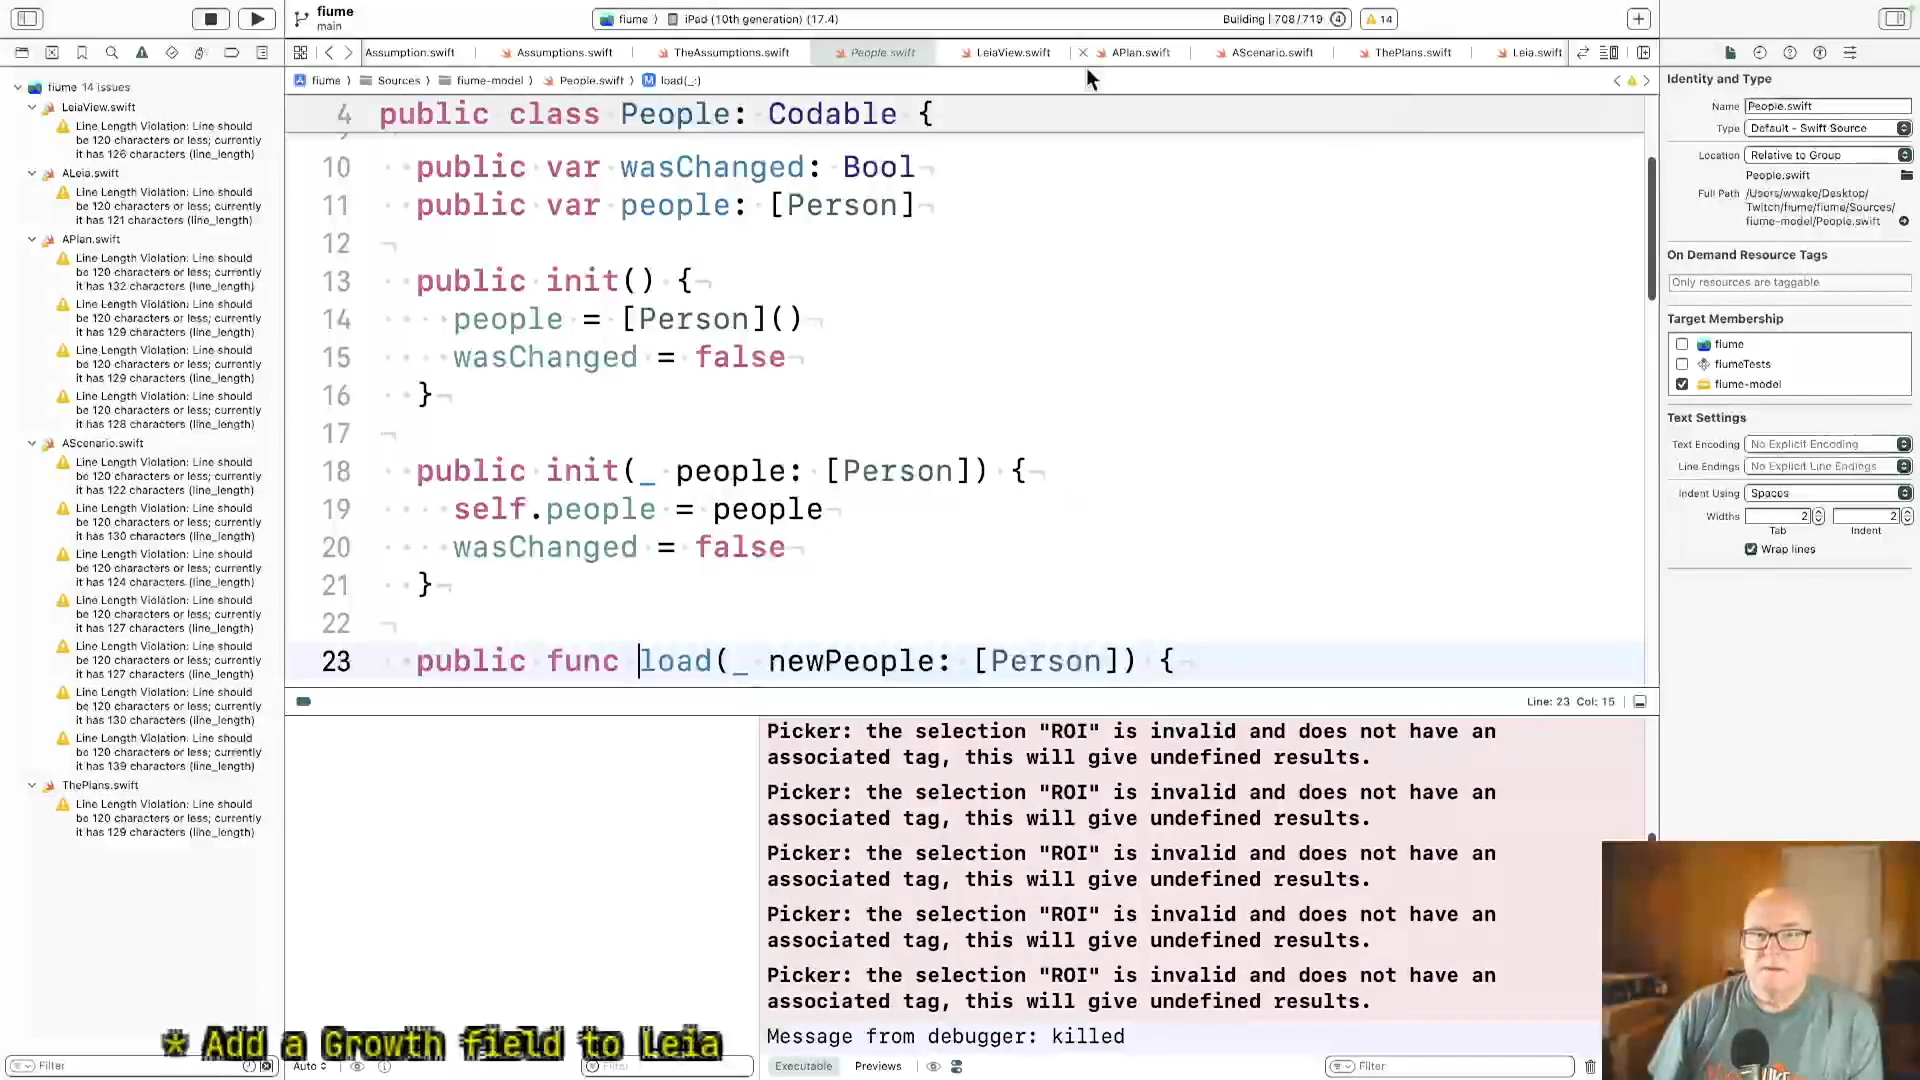 fiume
main
fiume
iPad (10th generation) (17.4)
Building | 708/719
4
14
Assumption.swift
Assumptions.swift
TheAssumptions.swift
People.swift
LeiaView.swift
APlan.swift
AScenario.swift
ThePlans.swift
Leia.swift
fiume
Sources
fiume-model
People.swift
M
load(_:)
fiume 14 issues
LeiaView.swift
Line Length Violation: Line should
be 120 characters or less; currently
it has 126 characters (line_length)
ALeia.swift
Line Length Violation: Line should
be 120 characters or less; currently
it has 121 characters (line_length)
APlan.swift
Line Length Violation: Line should
be 120 characters or less; currently
it has 132 characters (line_length)
Line Length Violation: Line should
be 120 characters or less; currently
it has 129 characters (line_length)
Line Length Violation: Line should
be 120 characters or less; currently
it has 129 characters (line_length)
Line Length Violation: Line should
be 120 characters or less; currently
it has 128 characters (line_length)
AScenario.swift
Line Length Violation: Line should
be 120 characters or less; currently
it has 122 characters (line_length)
Line Length Violation: Line should
be 120 characters or less; currently
it has 130 characters (line_length)
Line Length Violation: Line should
be 120 characters or less; currently
it has 124 characters (line_length)
Line Length Violation: Line should
be 120 characters or less; currently
it has 127 characters (line_length)
Line Length Violation: Line should
be 120 characters or less; currently
it has 127 characters (line_length)
Line Length Violation: Line should
be 120 characters or less; currently
it has 130 characters (line_length)
Line Length Violation: Line should
be 120 characters or less; currently
it has 139 characters (line_length)
ThePlans.swift
Line Length Violation: Line should
be 120 characters or less; currently
it has 129 characters (line_length)
Filter
4 public class People: Codable {
10 public var wasChanged: Bool
11 public var people: [Person]
12
13 public init() {
14 people = [Person]()
15 wasChanged = false
16 }
17
18 public init(_ people: [Person]) {
19 self.people = people
20 wasChanged = false
21 }
22
23 public func load(_ newPeople: [Person]) {
Line: 23 Col: 15
Picker: the selection "ROI" is invalid and does not have an
associated tag, this will give undefined results.
Picker: the selection "ROI" is invalid and does not have an
associated tag, this will give undefined results.
Picker: the selection "ROI" is invalid and does not have an
associated tag, this will give undefined results.
Picker: the selection "ROI" is invalid and does not have an
associated tag, this will give undefined results.
Picker: the selection "ROI" is invalid and does not have an
associated tag, this will give undefined results.
Message from debugger: killed
* Add a Growth field to Leia
Auto
Filter
Executable
Previews
Filter
Identity and Type
Name People.swift
Type Default - Swift Source
Location Relative to Group
People.swift
Full Path /Users/wwake/Desktop/
Twitch/fiume/fiume/Sources/
fiume-model/People.swift
On Demand Resource Tags
Only resources are taggable
Target Membership
fiume
fiumeTests
fiume-model
Text Settings
Text Encoding No Explicit Encoding
Line Endings No Explicit Line Endings
Indent Using Spaces
Widths 2 2
Tab Indent
Wrap lines